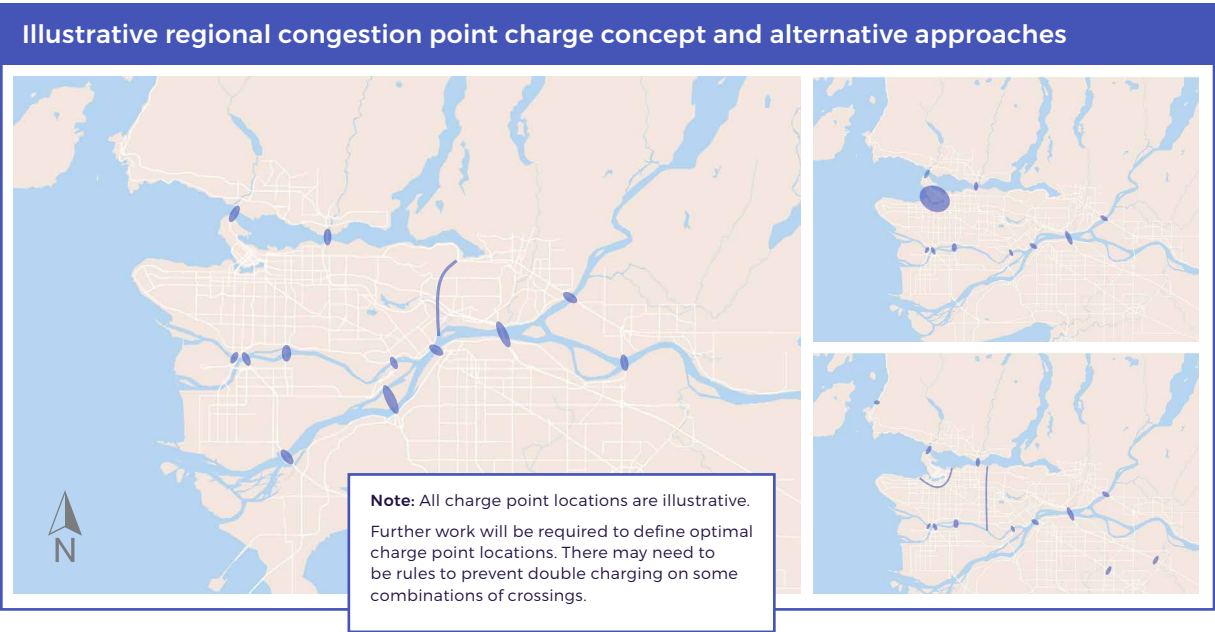 Illustrative regional congestion point charge concept and alternative approaches
N
Note: All charge point locations are illustrative.
Further work will be required to define optimal
charge point locations. There may need to
be rules to prevent double charging on some
combinations of crossings.